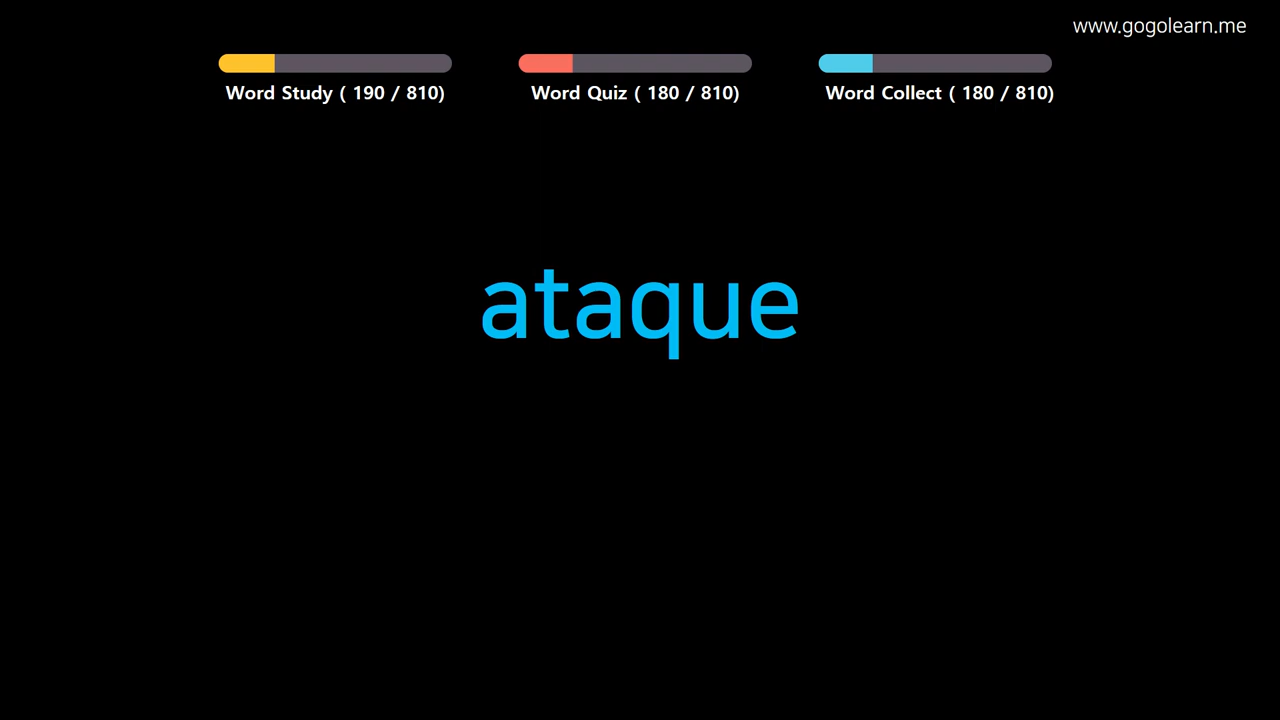 www.gogolearn.me
Word Study ( 190 / 810)
Word Quiz ( 180 / 810)
Word Collect ( 180 / 810)
ataque